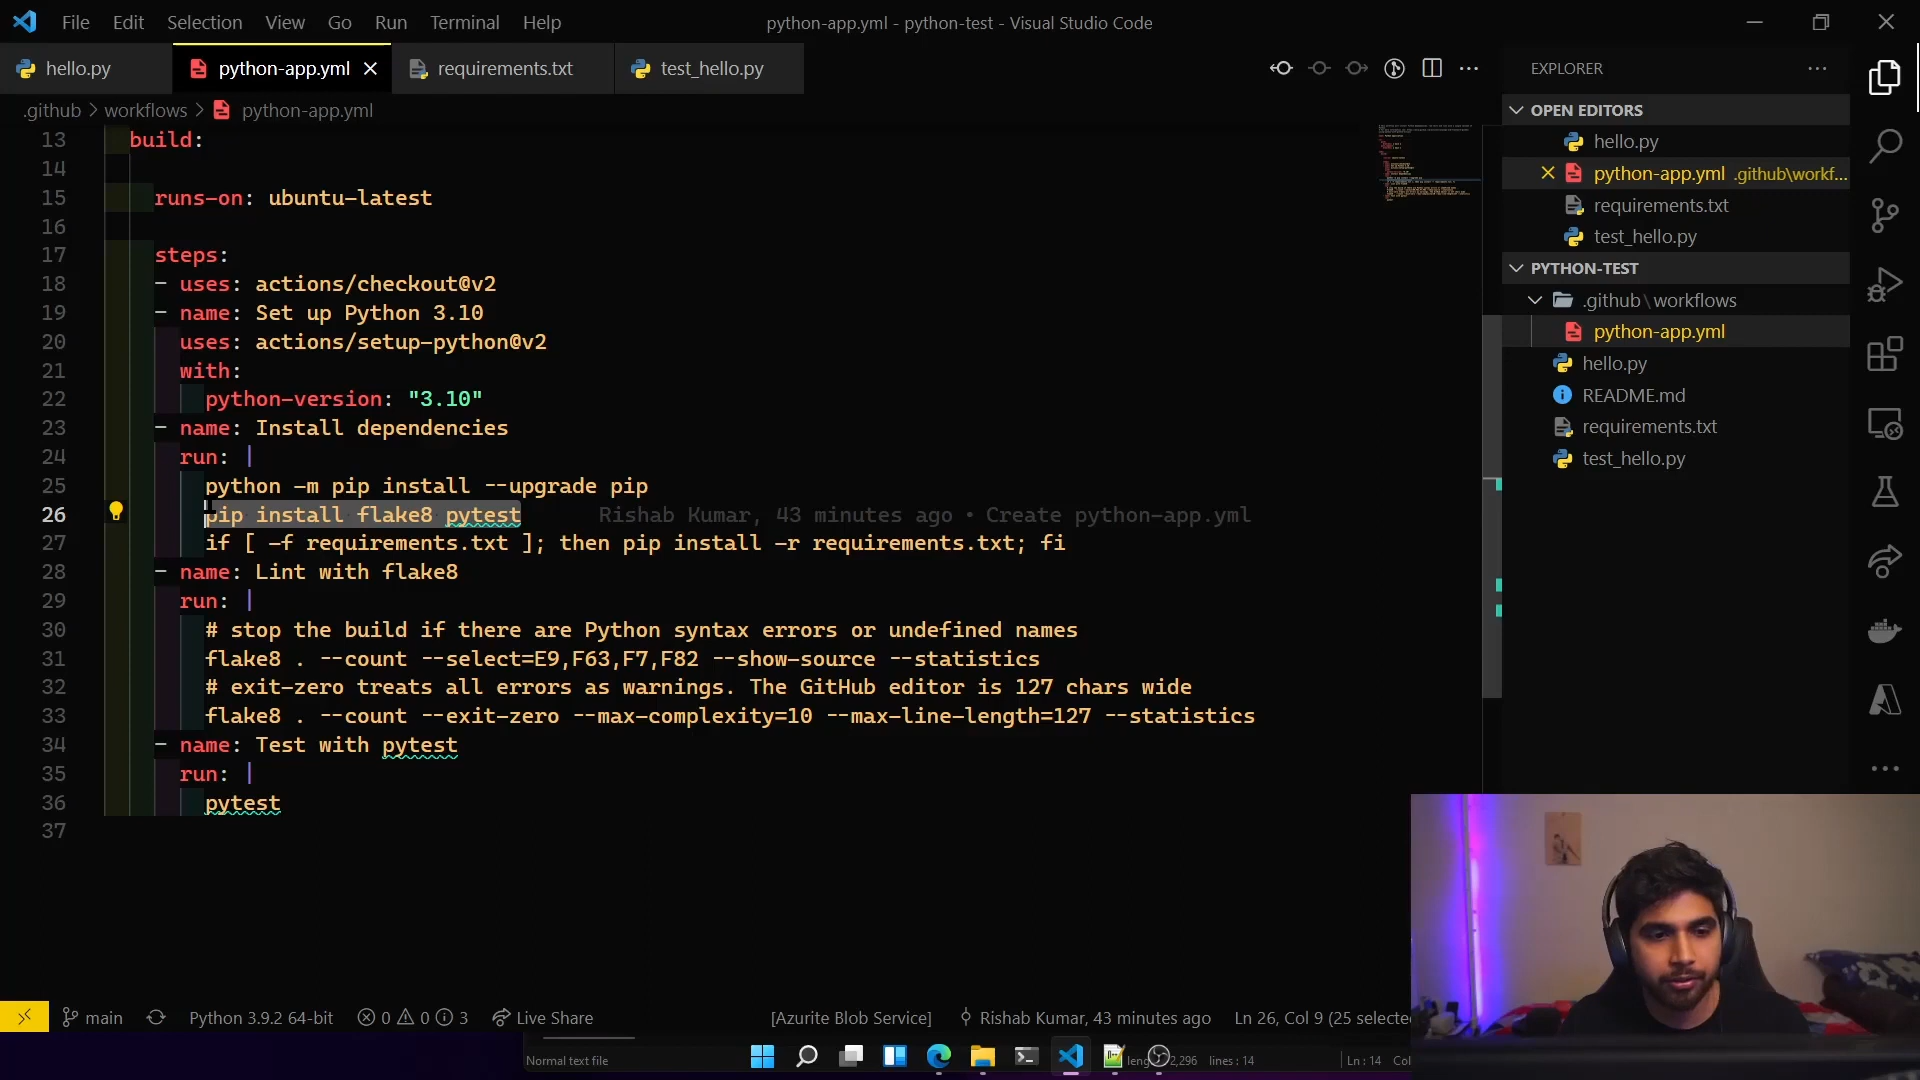 File Edit Selection View Go Run Terminal Help
python-app.yml - python-test - Visual Studio Code
hello.py python-app.yml requirements.txt test_hello.py
.github > workflows > python-app.yml
13 build:
14
15 runs-on: ubuntu-latest
16
17 steps:
18 - uses: actions/checkout@v2
19 - name: Set up Python 3.10
20 uses: actions/setup-python@v2
21 with:
22 python-version: "3.10"
23 - name: Install dependencies
24 run: |
25 python -m pip install --upgrade pip
26 pip install flake8 pytest Rishab Kumar, 43 minutes ago • Create python-app.yml
27 if [ -f requirements.txt ]; then pip install -r requirements.txt; fi
28 - name: Lint with flake8
29 run: |
30 # stop the build if there are Python syntax errors or undefined names
31 flake8 . --count --select=E9,F63,F7,F82 --show-source --statistics
32 # exit-zero treats all errors as warnings. The GitHub editor is 127 chars wide
33 flake8 . --count --exit-zero --max-complexity=10 --max-line-length=127 --statistics
34 - name: Test with pytest
35 run: |
36 pytest
37
EXPLORER
OPEN EDITORS
hello.py
python-app.yml .github\workf...
requirements.txt
test_hello.py
PYTHON-TEST
.github\workflows
python-app.yml
hello.py
README.md
requirements.txt
test_hello.py
main Python 3.9.2 64-bit 0 0 3 Live Share [Azurite Blob Service] Rishab Kumar, 43 minutes ago Ln 26, Col 9 (25 selected
Normal text file 2,296 lines : 14 Ln : 14 Col